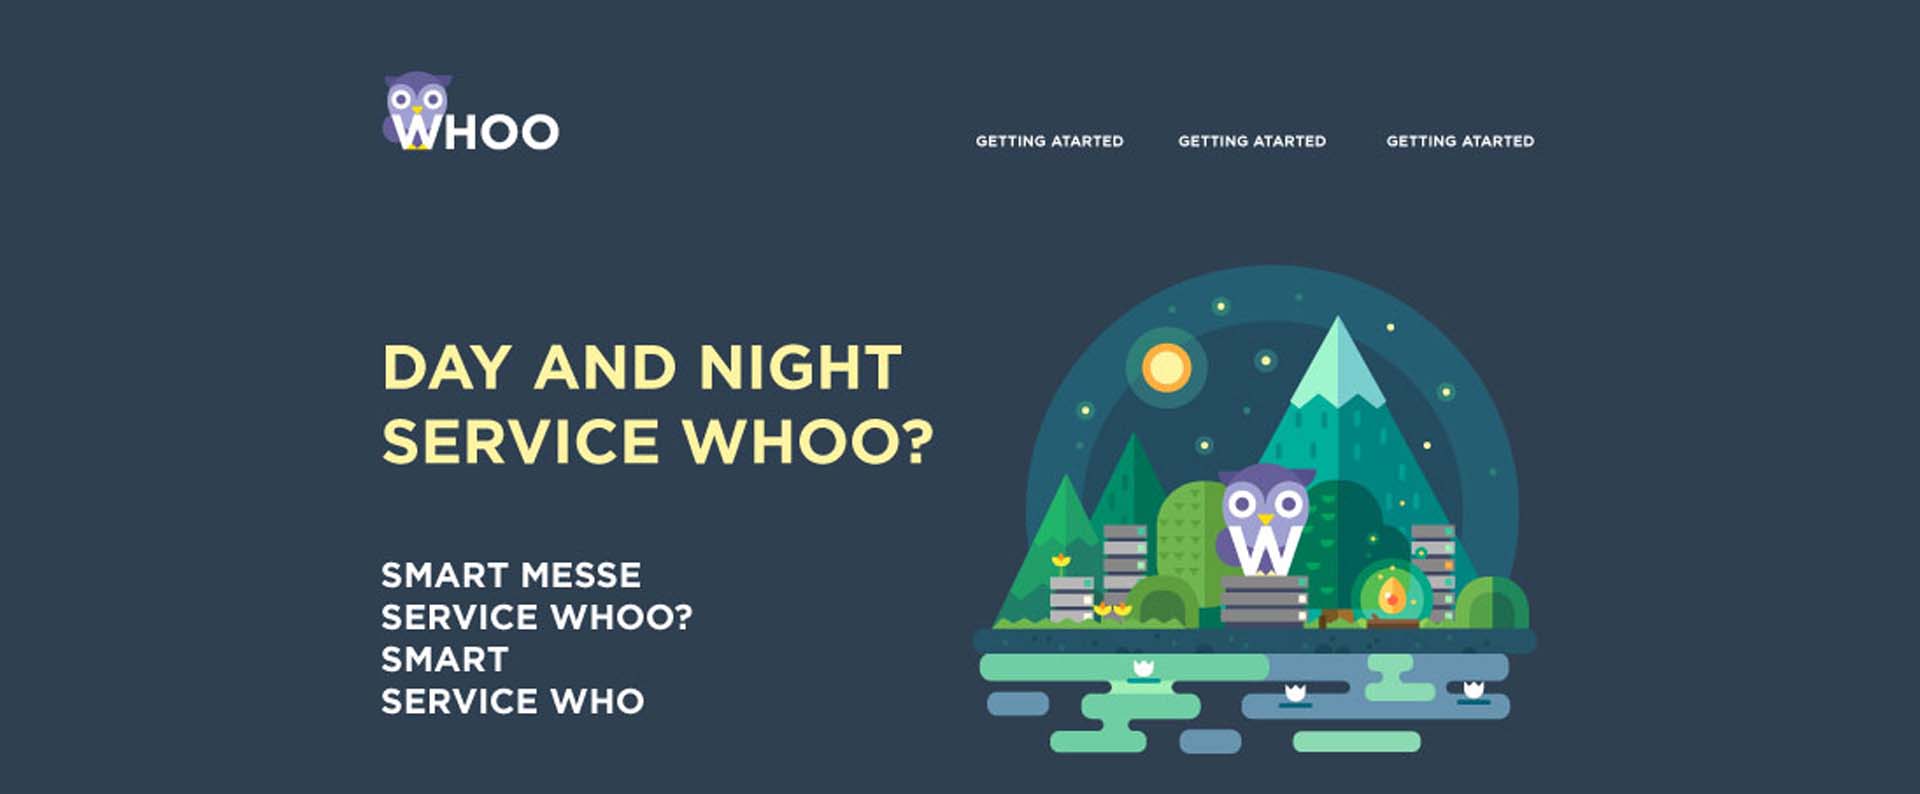 WHOO
GETTING ATARTED GETTING ATARTED GETTING ATARTED
DAY AND NIGHT
SERVICE WHOO?
SMART MESSE
SERVICE WHOO?
SMART
SERVICE WHO
W